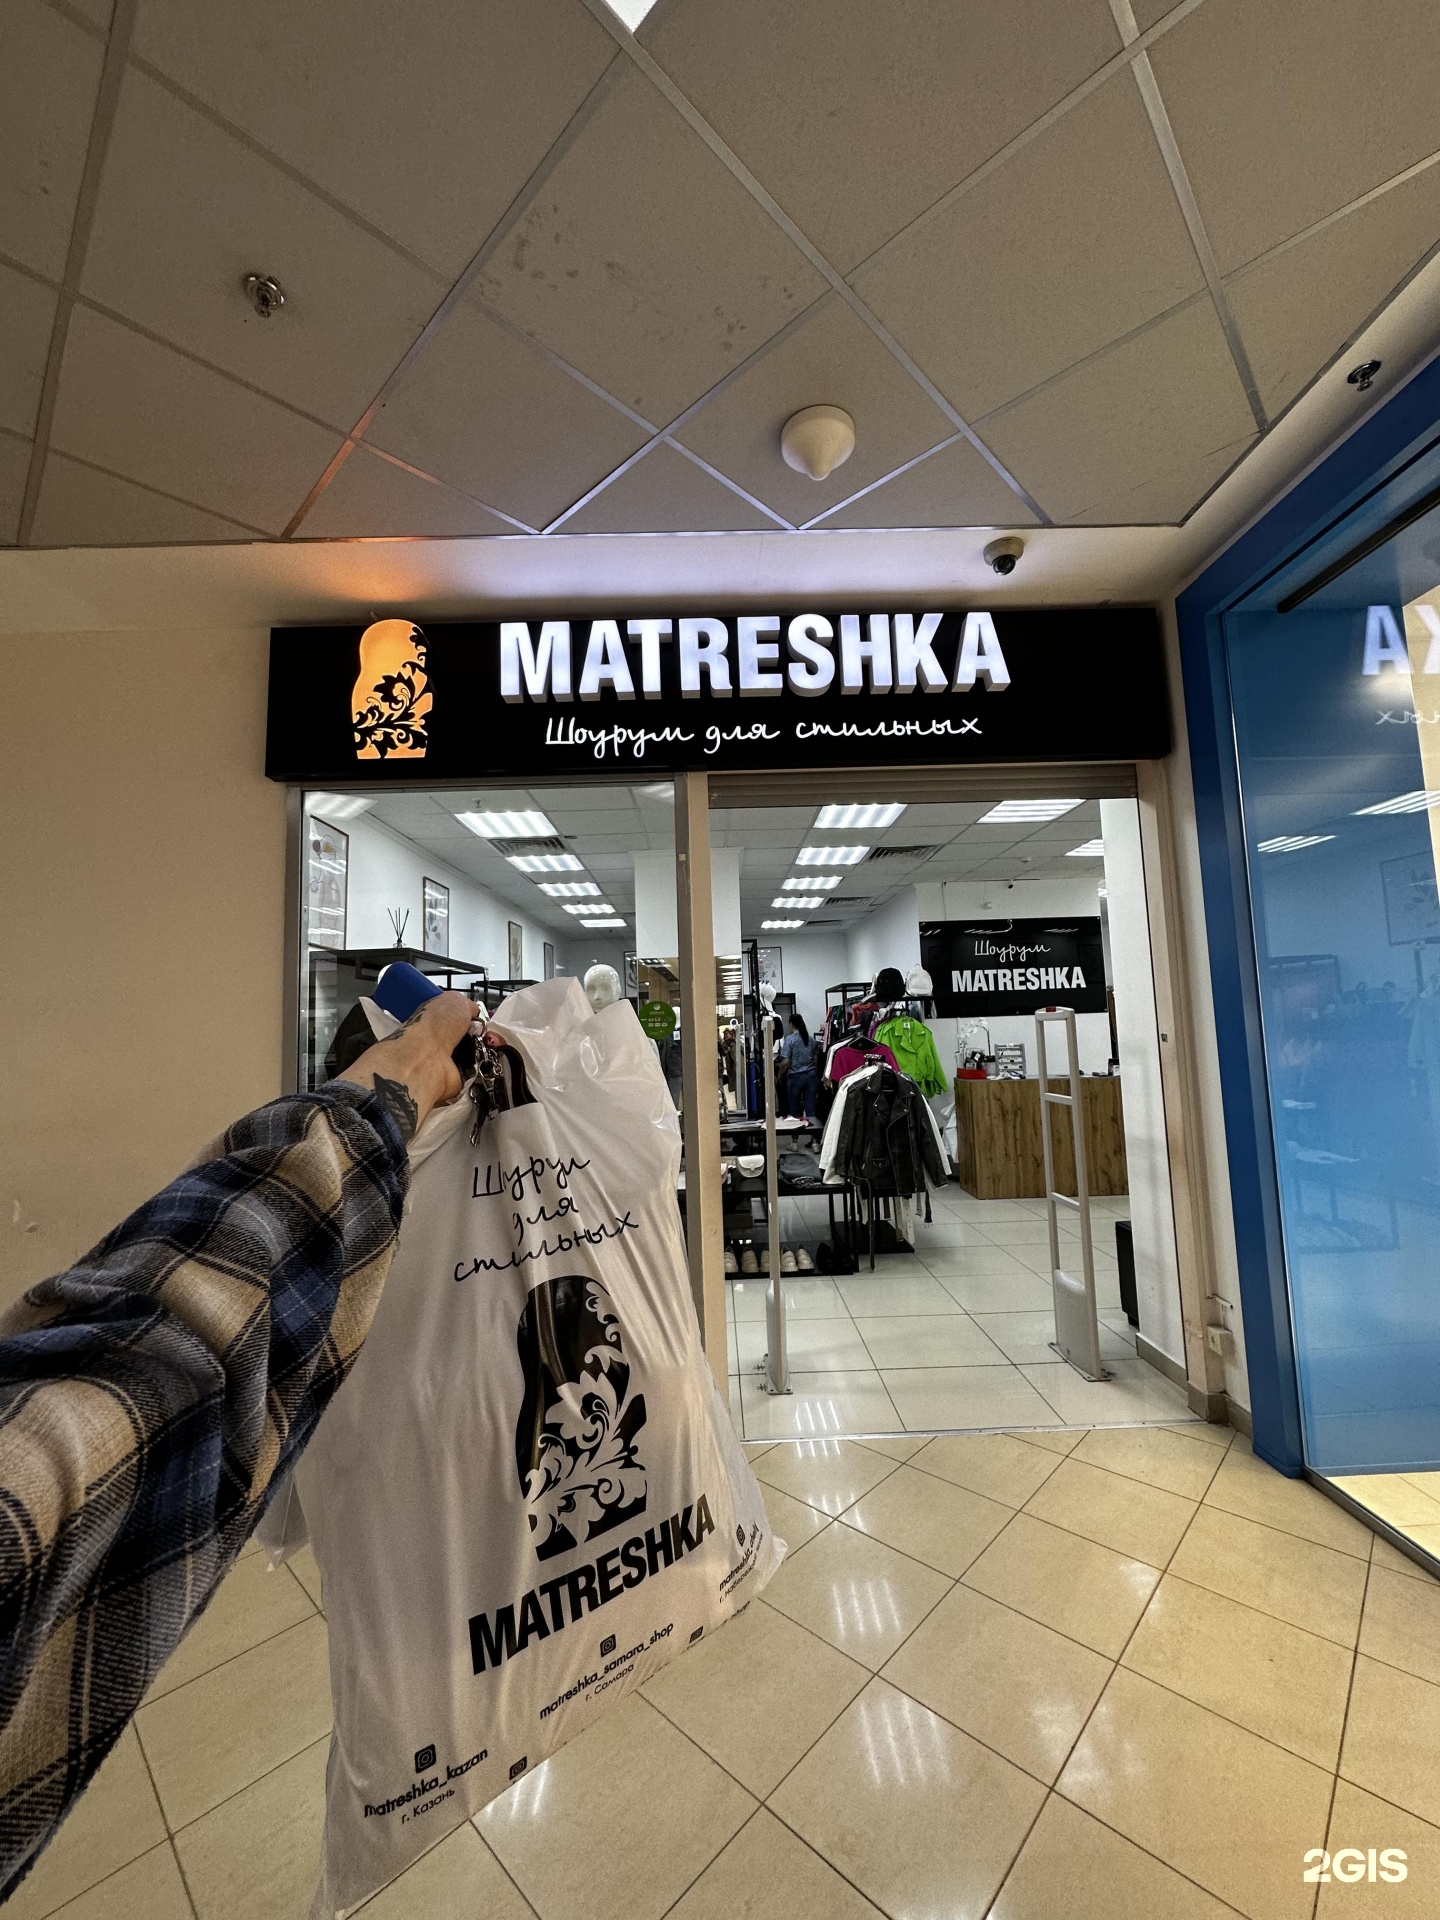 MATRESHKA
Шоурум для стильных
Шоурум
MATRESHKA
Шоурум
для
стильных
MATRESHKA
matreshka_samara_shop
г. Самара
matreshka_kazan
г. Казань
2GIS